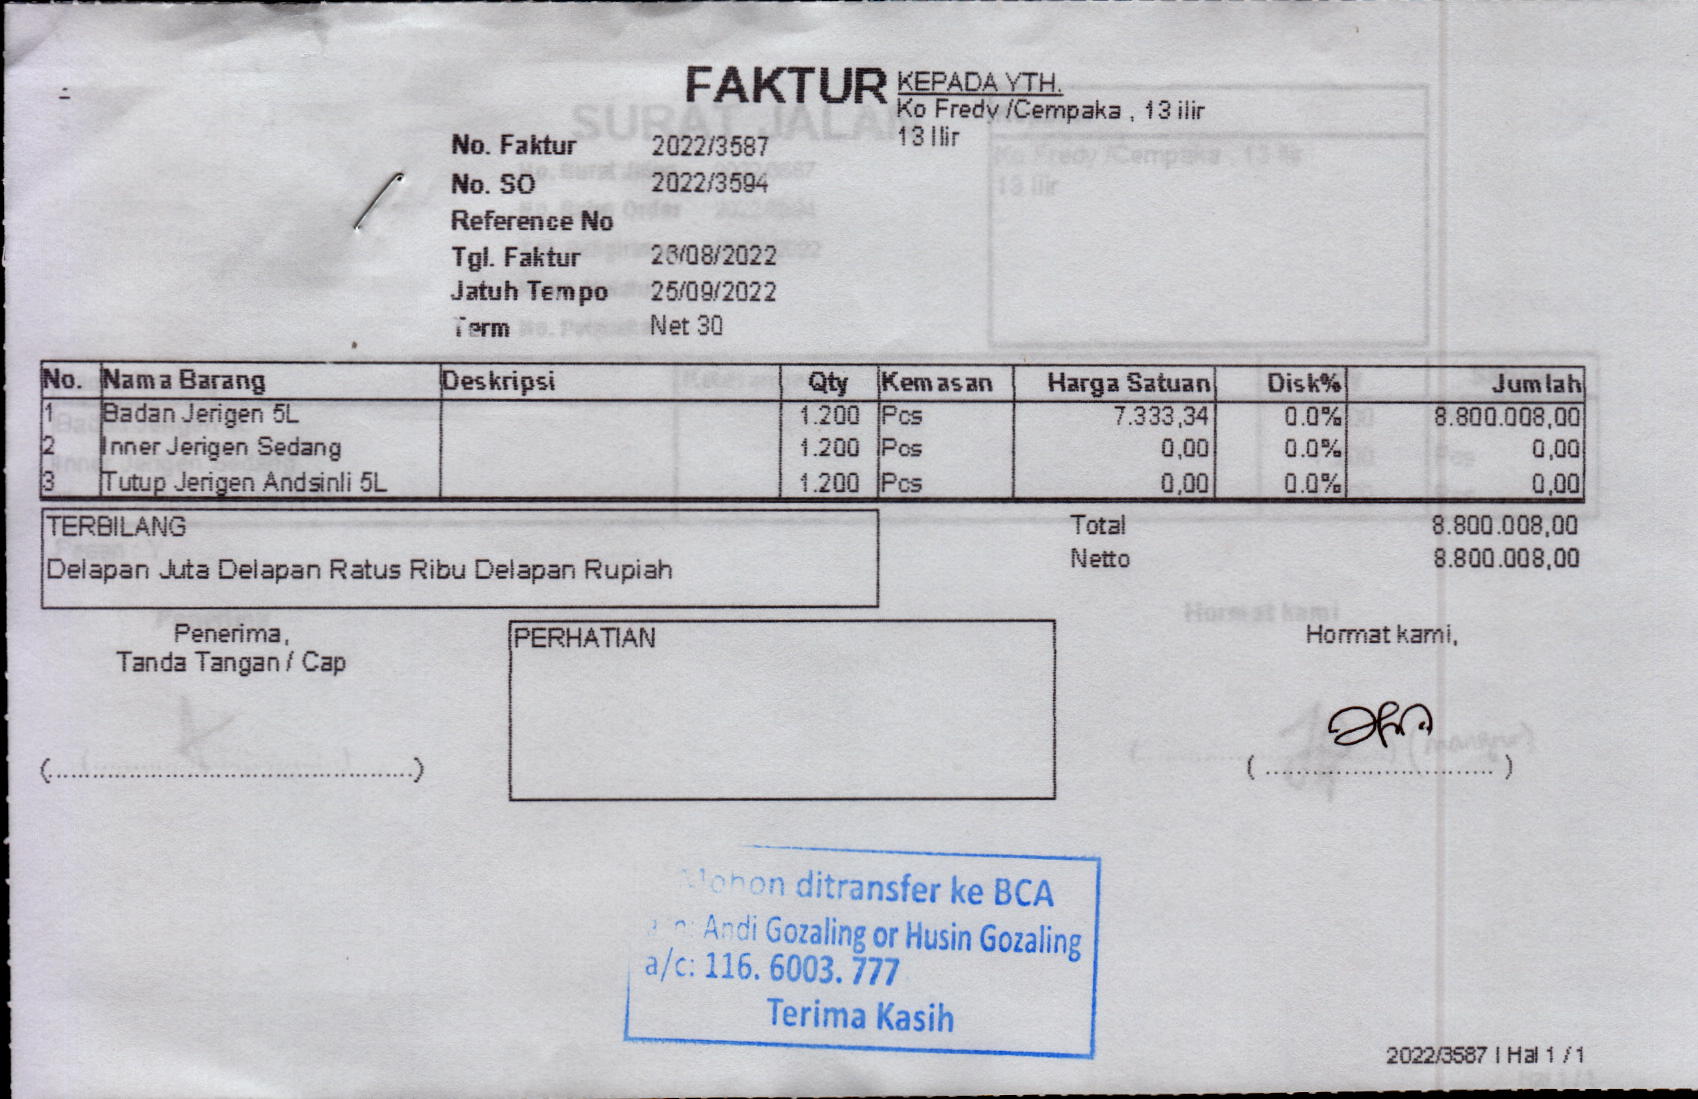 FAKTUR
KEPADA YTH.
Ko Fredy /Cempaka , 13 ilir
13 Ilir
No. Faktur 2022/3587
No. SO 2022/3594
Reference No
Tgl. Faktur 26/08/2022
Jatuh Tempo 25/09/2022
Term Net 30
No. Nama Barang Deskripsi Qty Kemasan Harga Satuan Disk% Jumlah
1 Badan Jerigen 5L 1.200 Pcs 7.333,34 0.0% 8.800.008,00
2 Inner Jerigen Sedang 1.200 Pcs 0,00 0.0% 0,00
3 Tutup Jerigen Andsinli 5L 1.200 Pcs 0,00 0.0% 0,00
TERBILANG
Delapan Juta Delapan Ratus Ribu Delapan Rupiah
Total 8.800.008,00
Netto 8.800.008,00
Penerima,
Tanda Tangan / Cap
(..........................................)
PERHATIAN
Hormat kami,
( .......................... )
Mohon ditransfer ke BCA
a.n: Andi Gozaling or Husin Gozaling
a/c: 116. 6003. 777
Terima Kasih
2022/3587 | Hal 1 / 1